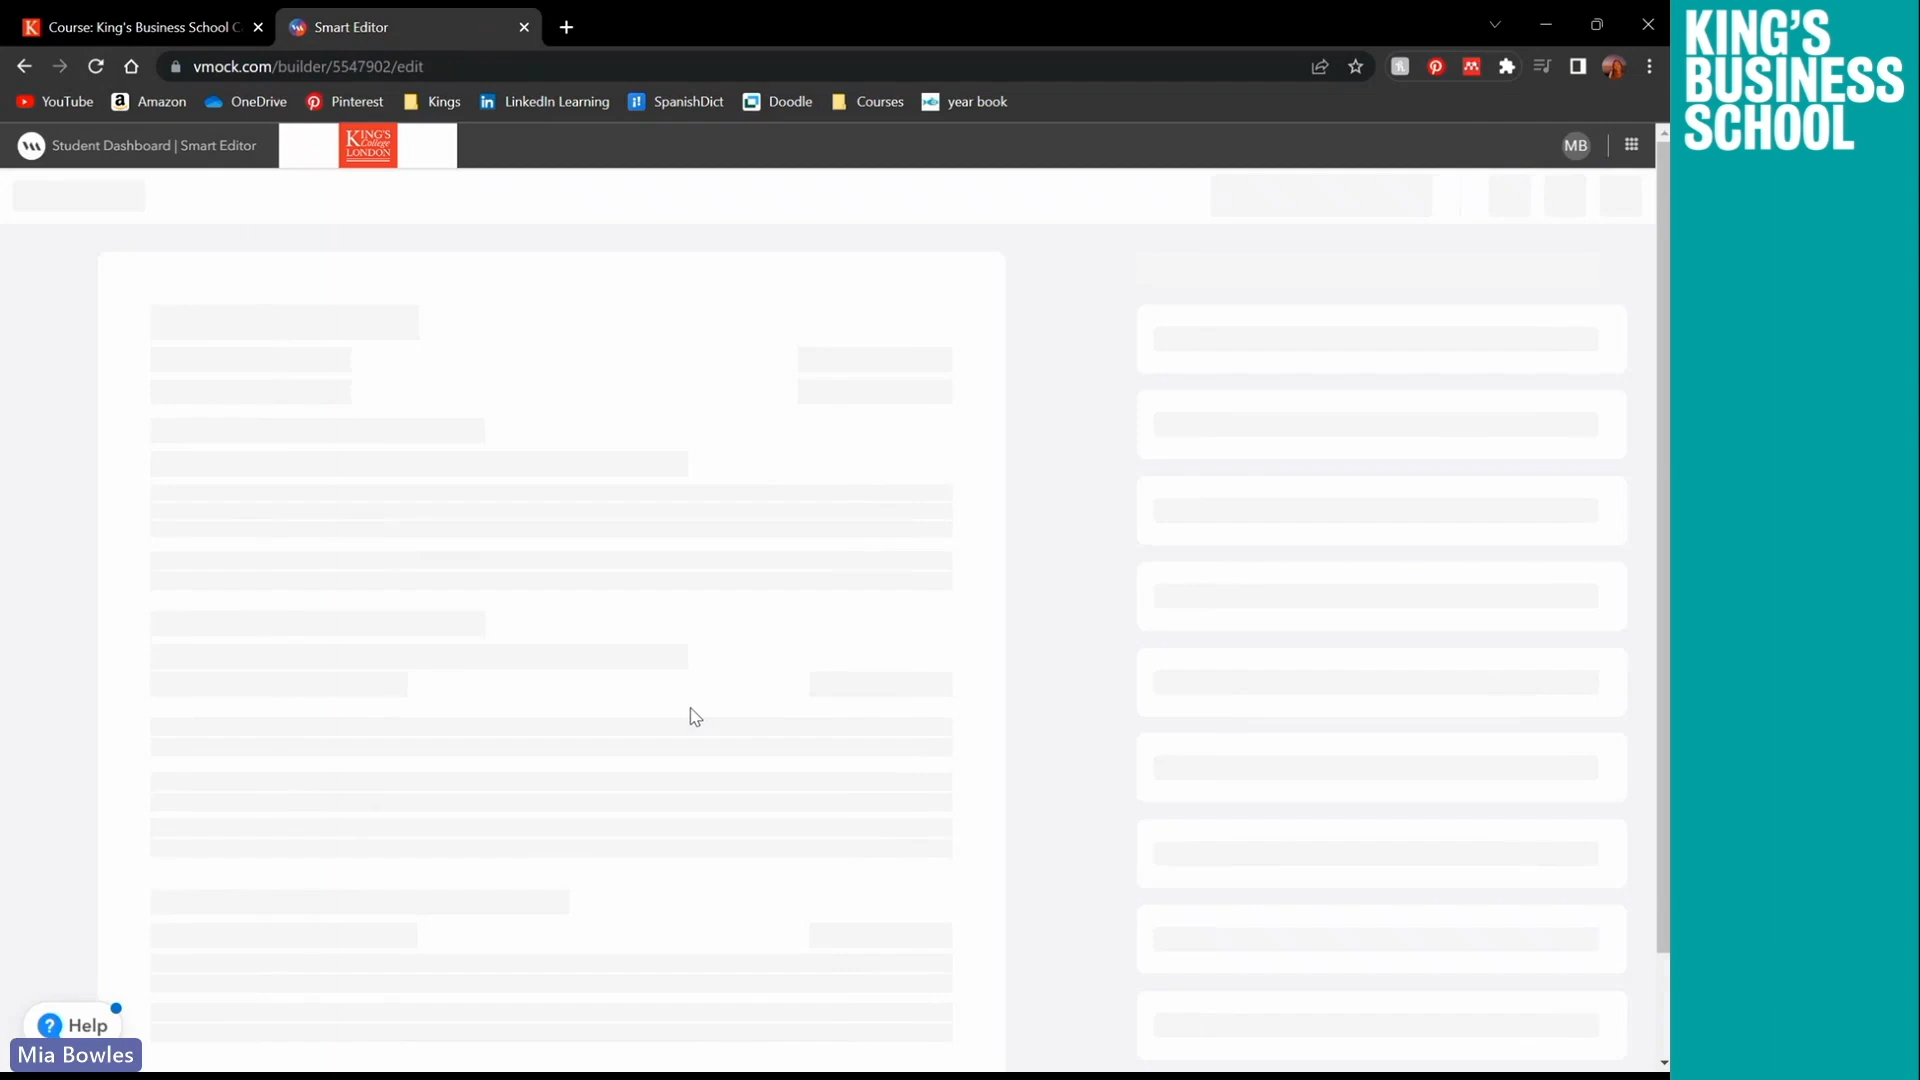 Course: King's Business School C
Smart Editor
KING'S
BUSINESS
SCHOOL
vmock.com/builder/5547902/edit
YouTube
Amazon
OneDrive
Pinterest
Kings
LinkedIn Learning
SpanishDict
Doodle
Courses
year book
Student Dashboard | Smart Editor
KING'S
College
LONDON
MB
? Help
Mia Bowles